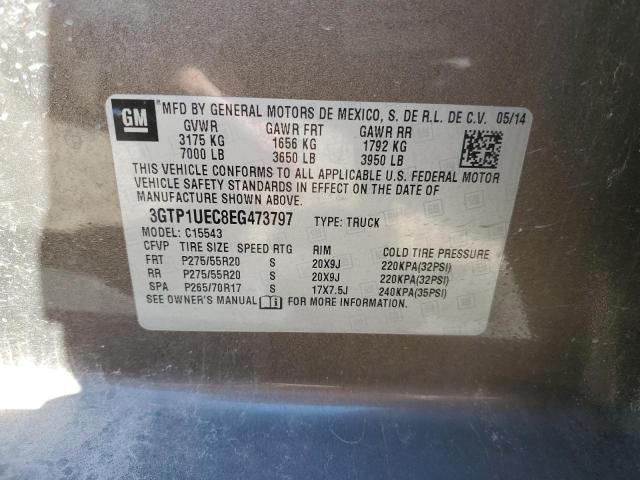 GM
MFD BY GENERAL MOTORS DE MEXICO, S. DE R.L. DE C.V. 05/14
GVWR GAWR FRT GAWR RR
3175 KG 1656 KG 1792 KG
7000 LB 3650 LB 3950 LB
THIS VEHICLE CONFORMS TO ALL APPLICABLE U.S. FEDERAL MOTOR
VEHICLE SAFETY STANDARDS IN EFFECT ON THE DATE OF
MANUFACTURE SHOWN ABOVE.
3GTP1UEC8EG473797 TYPE: TRUCK
MODEL: C15543
CFVP TIRE SIZE SPEED RTG RIM COLD TIRE PRESSURE
FRT P275/55R20 S 20X9J 220KPA(32PSI)
RR P275/55R20 S 20X9J 220KPA(32PSI)
SPA P265/70R17 S 17X7.5J 240KPA(35PSI)
SEE OWNER'S MANUAL FOR MORE INFORMATION.